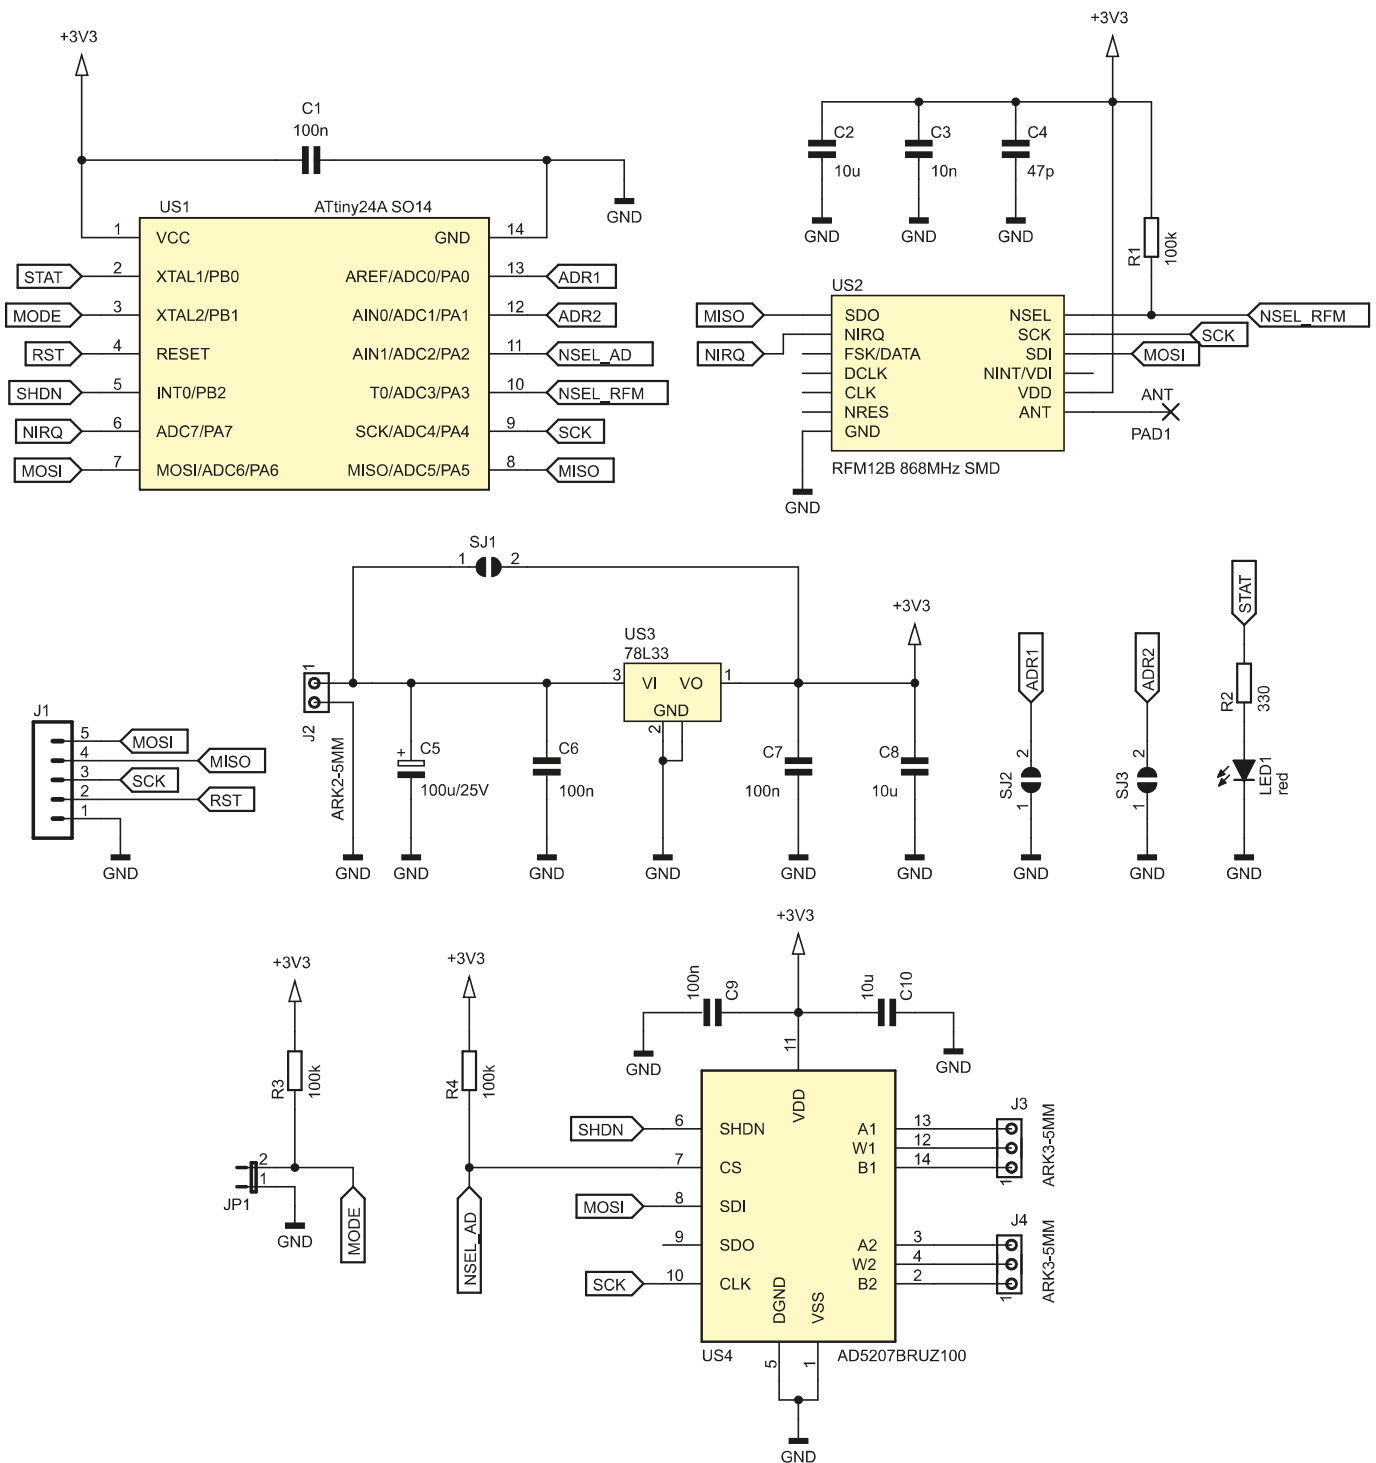 +3V3
C1
100n
GND
US1
ATtiny24A SO14
1 VCC GND 14
STAT 2 XTAL1/PB0 AREF/ADC0/PA0 13 ADR1
MODE 3 XTAL2/PB1 AIN0/ADC1/PA1 12 ADR2
RST 4 RESET AIN1/ADC2/PA2 11 NSEL_AD
SHDN 5 INT0/PB2 T0/ADC3/PA3 10 NSEL_RFM
NIRQ 6 ADC7/PA7 SCK/ADC4/PA4 9 SCK
MOSI 7 MOSI/ADC6/PA6 MISO/ADC5/PA5 8 MISO
+3V3
C2 C3 C4
10u 10n 47p
GND GND GND
R1
100k
US2
MISO SDO NSEL NSEL_RFM
NIRQ NIRQ SCK SCK
FSK/DATA SDI MOSI
DCLK NINT/VDI
CLK VDD
NRES ANT
GND
ANT
PAD1
RFM12B 868MHz SMD
GND
SJ1
1 2
US3
78L33
3 VI VO 1
GND
2
+3V3
1
J2
ARK2-5MM
J1
5 MOSI
4 MISO
3 SCK
2 RST
1
GND
GND
+
C5
100u/25V
GND
C6
100n
GND
GND
C7
100n
GND
C8
10u
GND
ADR1
2
SJ2
1
GND
ADR2
2
SJ3
1
GND
STAT
R2
330
LED1
red
GND
+3V3
R3
100k
2
1
JP1
GND
MODE
+3V3
R4
100k
NSEL_AD
+3V3
100n
C9
GND
10u
C10
GND
11
VDD
SHDN 6 SHDN A1 13
W1 12
7 CS B1 14
MOSI 8 SDI
9 SDO A2 3
W2 4
SCK 10 CLK B2 2
DGND
VSS
J3
ARK3-5MM
1
J4
ARK3-5MM
1
US4
AD5207BRUZ100
5
1
GND